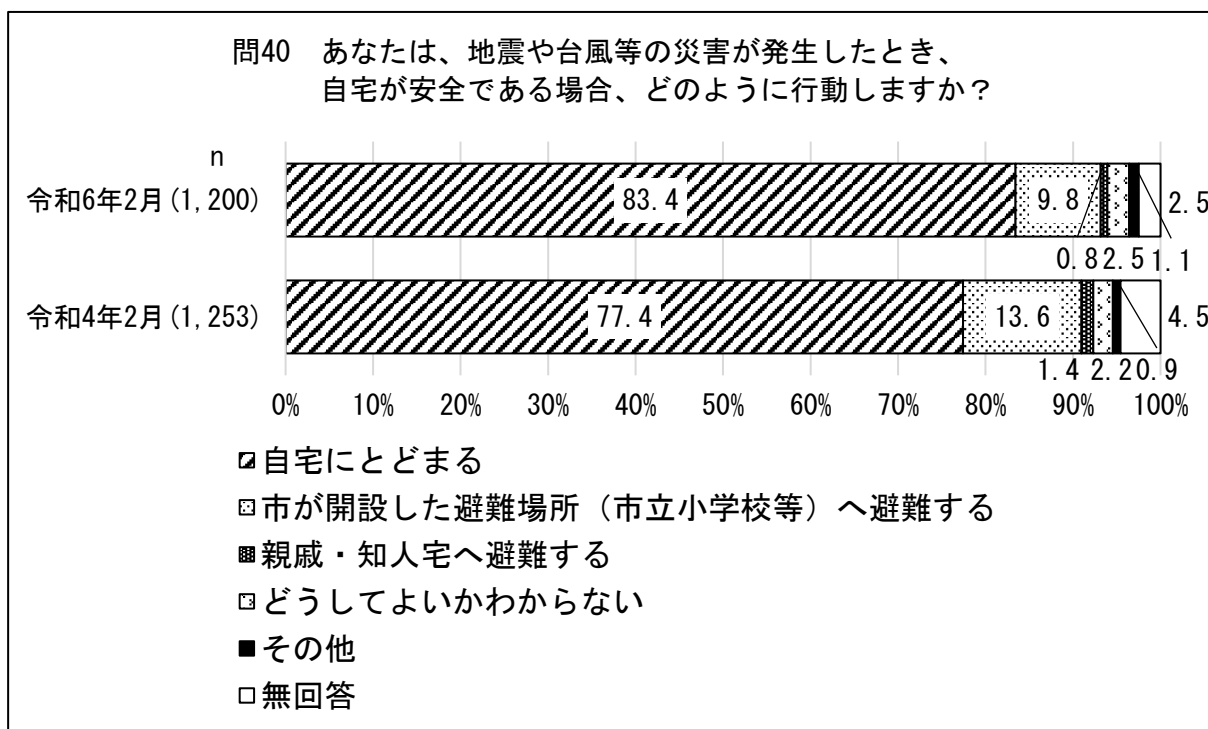 問40　あなたは、地震や台風等の災害が発生したとき、
自宅が安全である場合、どのように行動しますか？
n
令和6年2月(1,200)
83.4
9.8
2.5
0.8
2.5
1.1
令和4年2月(1,253)
77.4
13.6
4.5
1.4
2.2
0.9
0% 10% 20% 30% 40% 50% 60% 70% 80% 90% 100%
自宅にとどまる
市が開設した避難場所（市立小学校等）へ避難する
親戚・知人宅へ避難する
どうしてよいかわからない
その他
無回答